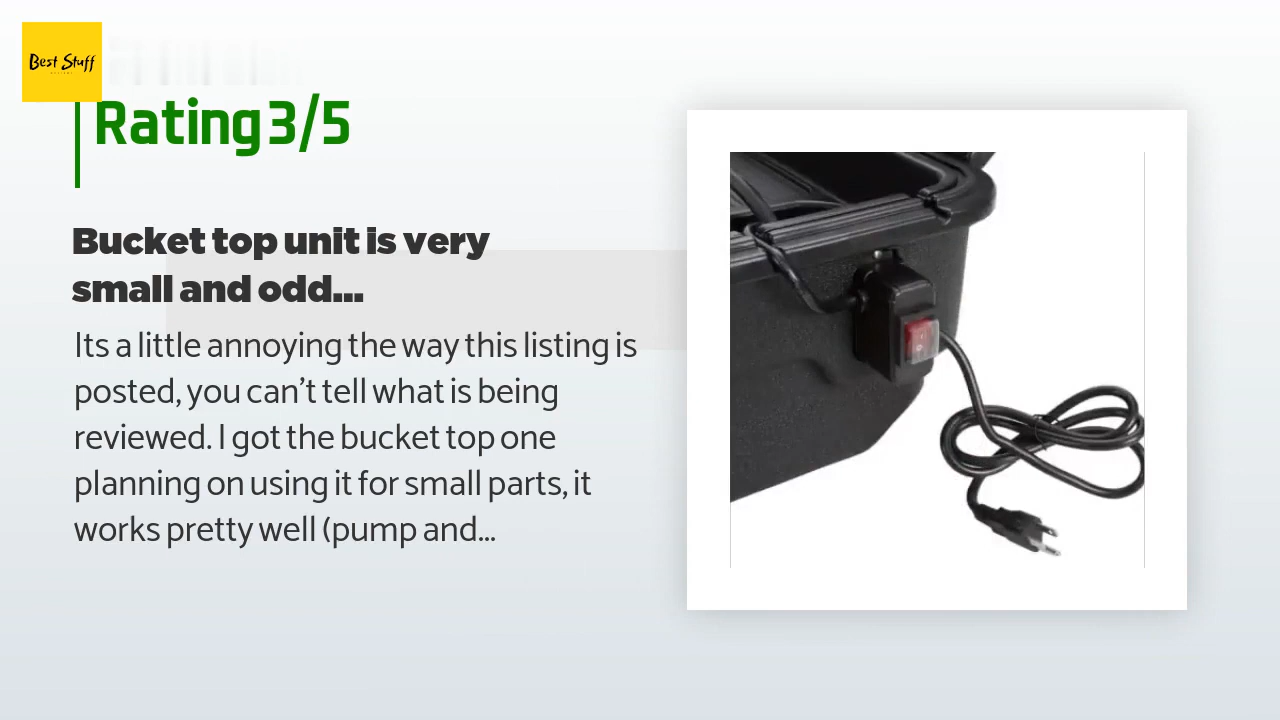 Best Stuff
Rating 3/5
Bucket top unit is very
small and odd...
Its a little annoying the way this listing is
posted, you can't tell what is being
reviewed. I got the bucket top one
planning on using it for small parts, it
works pretty well (pump and...